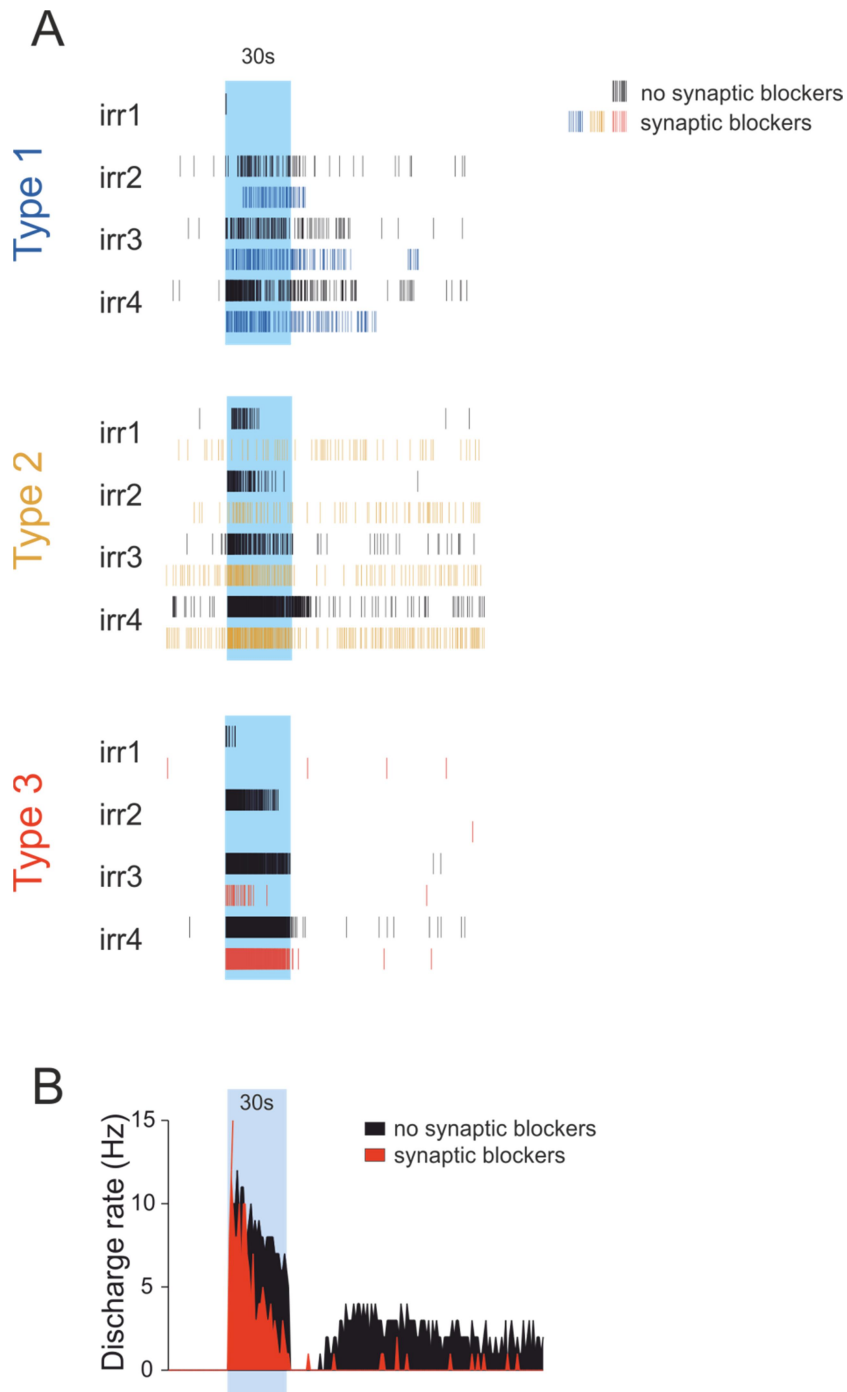 A
30s
no synaptic blockers
synaptic blockers
Type 1
irr1
irr2
irr3
irr4
Type 2
irr1
irr2
irr3
irr4
Type 3
irr1
irr2
irr3
irr4
B
30s
no synaptic blockers
synaptic blockers
Discharge rate (Hz)
15
10
5
0